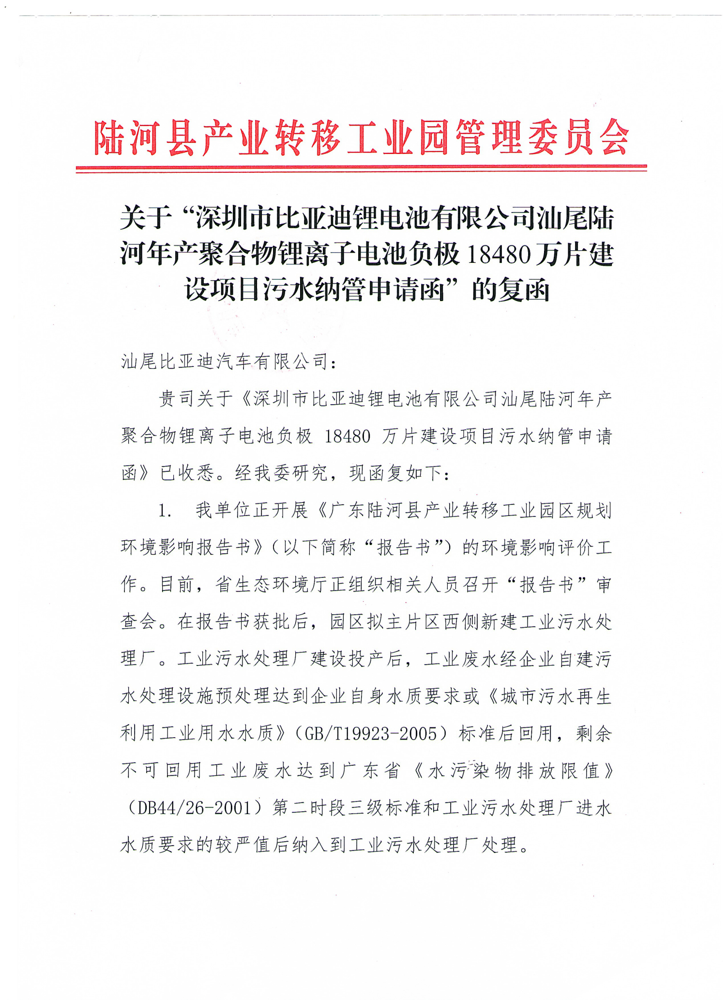 陆河县产业转移工业园管理委员会
关于“深圳市比亚迪锂电池有限公司汕尾陆
河年产聚合物锂离子电池负极18480万片建
设项目污水纳管申请函”的复函
汕尾比亚迪汽车有限公司：
贵司关于《深圳市比亚迪锂电池有限公司汕尾陆河年产
聚合物锂离子电池负极 18480 万片建设项目污水纳管申请
函》已收悉。经我委研究，现函复如下：
1. 我单位正开展《广东陆河县产业转移工业园区规划
环境影响报告书》（以下简称“报告书”）的环境影响评价工
作。目前，省生态环境厅正组织相关人员召开“报告书”审
查会。在报告书获批后，园区拟主片区西侧新建工业污水处
理厂。工业污水处理厂建设投产后，工业废水经企业自建污
水处理设施预处理达到企业自身水质要求或《城市污水再生
利用工业用水水质》（GB/T19923-2005）标准后回用，剩余
不可回用工业废水达到广东省《水污染物排放限值》
（DB44/26-2001）第二时段三级标准和工业污水处理厂进水
水质要求的较严值后纳入到工业污水处理厂处理。